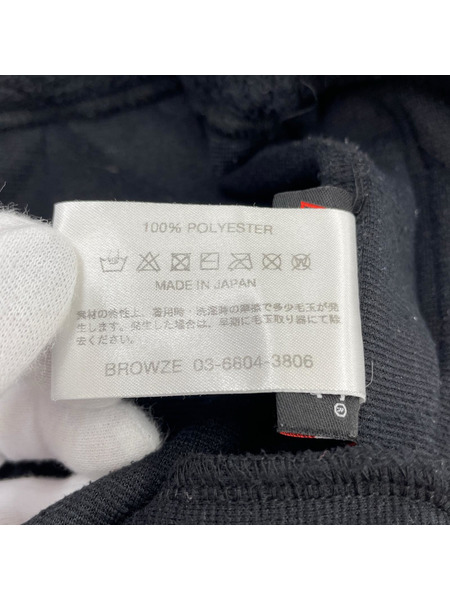 100% POLYESTER
MADE IN JAPAN
素材の特性上、着用時・洗濯時の摩擦で多少毛玉が発
生します。発生した場合は、早期に毛玉取り器にて除
去ください。
BROWZE 03-6804-3806